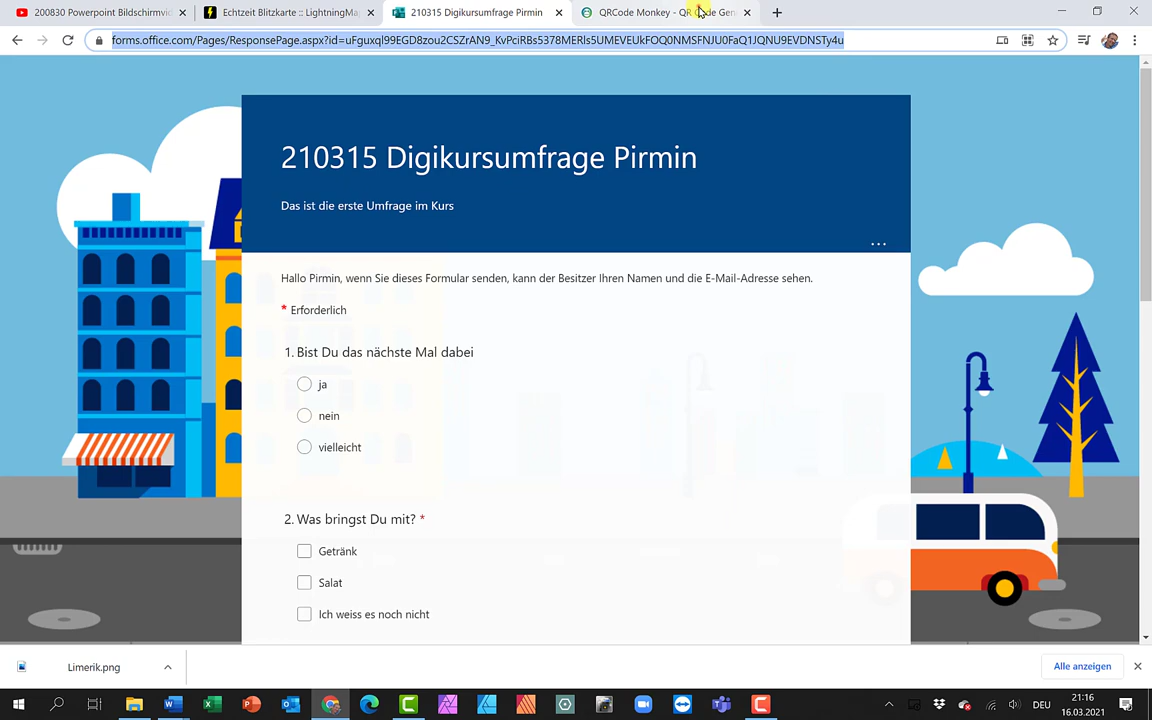 200830 Powerpoint Bildschirmvid
Echtzeit Blitzkarte :: LightningMap
210315 Digikursumfrage Pirmin
QRCode Monkey - QR Code Gen
forms.office.com/Pages/ResponsePage.aspx?id=uFguxql99EGD8zou2CSZrAN9_KvPciRBs5378MERls5UMEVEUkFOQ0NMSFNJU0FaQ1JQNU9EVDNSTy4u
210315 Digikursumfrage Pirmin
Das ist die erste Umfrage im Kurs
...
Hallo Pirmin, wenn Sie dieses Formular senden, kann der Besitzer Ihren Namen und die E-Mail-Adresse sehen.
* Erforderlich
1. Bist Du das nächste Mal dabei
ja
nein
vielleicht
2. Was bringst Du mit? *
Getränk
Salat
Ich weiss es noch nicht
Limerik.png
Alle anzeigen
DEU
21:16
16.03.2021